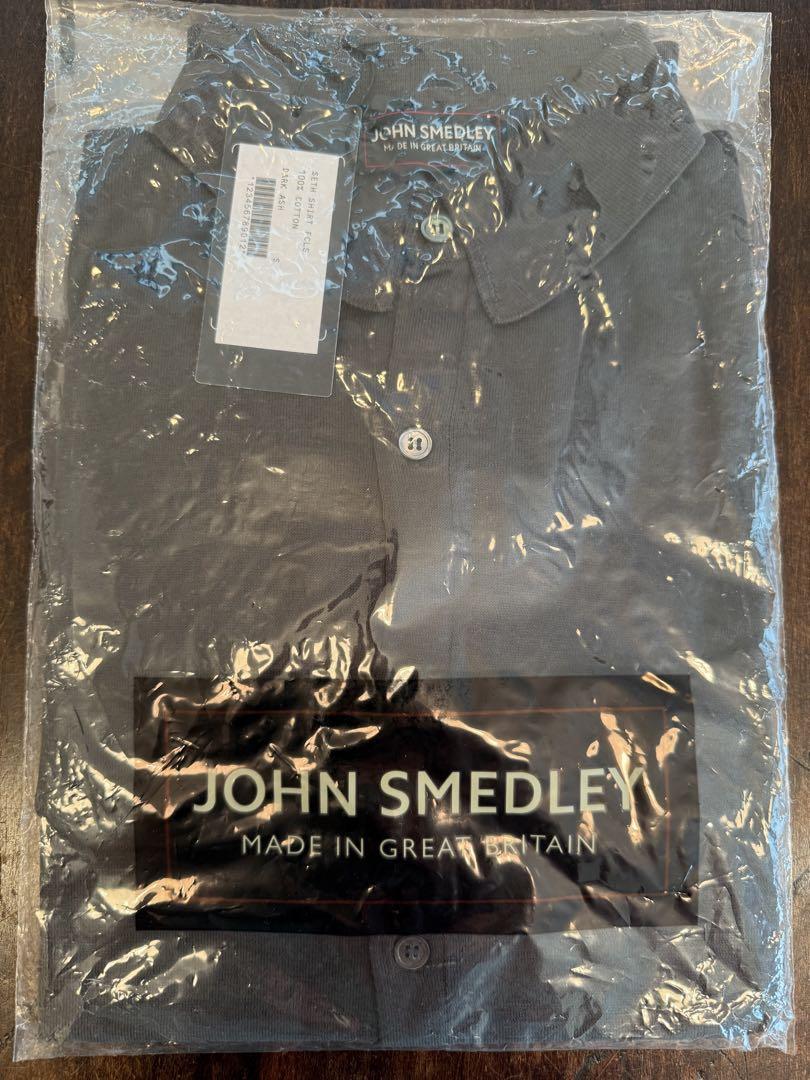 JOHN SMEDLEY
MADE IN GREAT BRITAIN
SETH SHIRT FCLS
100% COTTON
DARK ASH
S
JOHN SMEDLEY
MADE IN GREAT BRITAIN